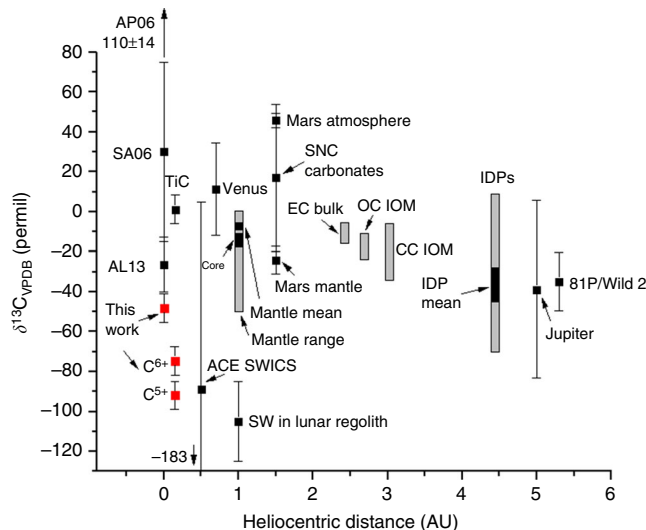 AP06
110±14
80
60
40
20
0
−20
−40
−60
−80
−100
−120
δ¹³C_VPDB (permil)
SA06
TiC
AL13
This
work
C⁶⁺
C⁵⁺
−183
Venus
Core
Mars atmosphere
SNC
carbonates
Mars mantle
Mantle mean
Mantle range
ACE SWICS
SW in lunar regolith
EC bulk
OC IOM
CC IOM
IDPs
IDP
mean
81P/Wild 2
Jupiter
0 1 2 3 4 5 6
Heliocentric distance (AU)